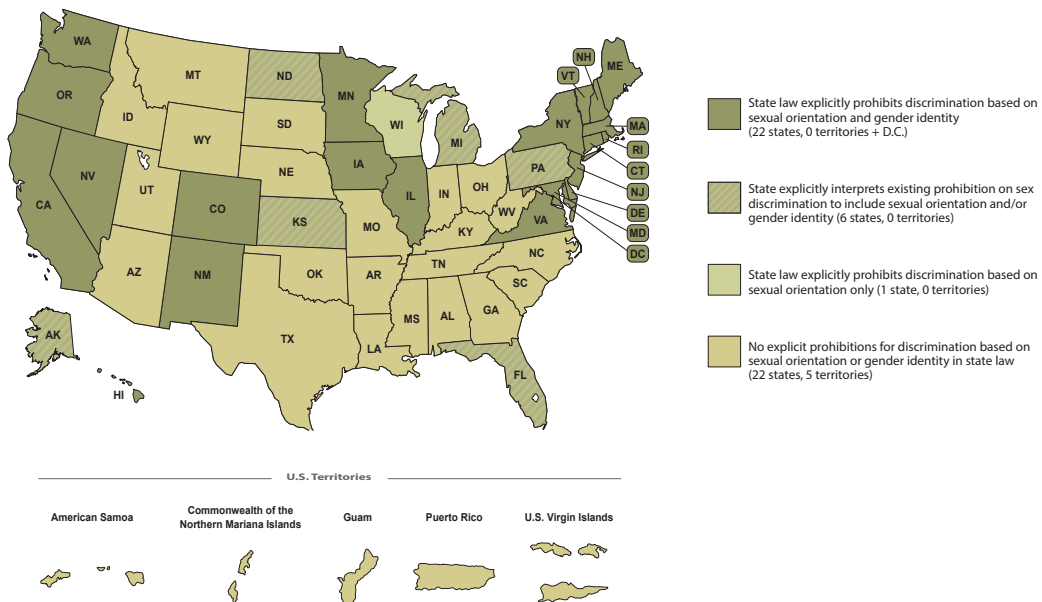 WA
OR
CA
NV
ID
MT
WY
UT
AZ
CO
NM
ND
SD
NE
KS
OK
TX
MN
IA
MO
AR
LA
WI
IL
MI
IN
OH
KY
TN
MS
AL
GA
FL
SC
NC
VA
WV
PA
NY
VT
NH
ME
MA
RI
CT
NJ
DE
MD
DC
AK
HI
State law explicitly prohibits discrimination based on
sexual orientation and gender identity
(22 states, 0 territories + D.C.)
State explicitly interprets existing prohibition on sex
discrimination to include sexual orientation and/or
gender identity (6 states, 0 territories)
State law explicitly prohibits discrimination based on
sexual orientation only (1 state, 0 territories)
No explicit prohibitions for discrimination based on
sexual orientation or gender identity in state law
(22 states, 5 territories)
U.S. Territories
American Samoa
Commonwealth of the
Northern Mariana Islands
Guam
Puerto Rico
U.S. Virgin Islands